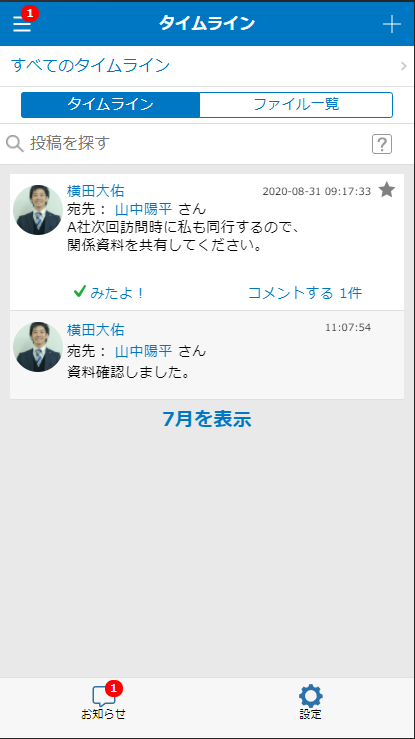 1
タイムライン
すべてのタイムライン
タイムライン ファイル一覧
投稿を探す ?
横田大佑 2020-08-31 09:17:33
宛先： 山中陽平 さん
A社次回訪問時に私も同行するので、
関係資料を共有してください。
みたよ！ コメントする 1件
横田大佑 11:07:54
宛先： 山中陽平 さん
資料確認しました。
7月を表示
1
お知らせ 設定